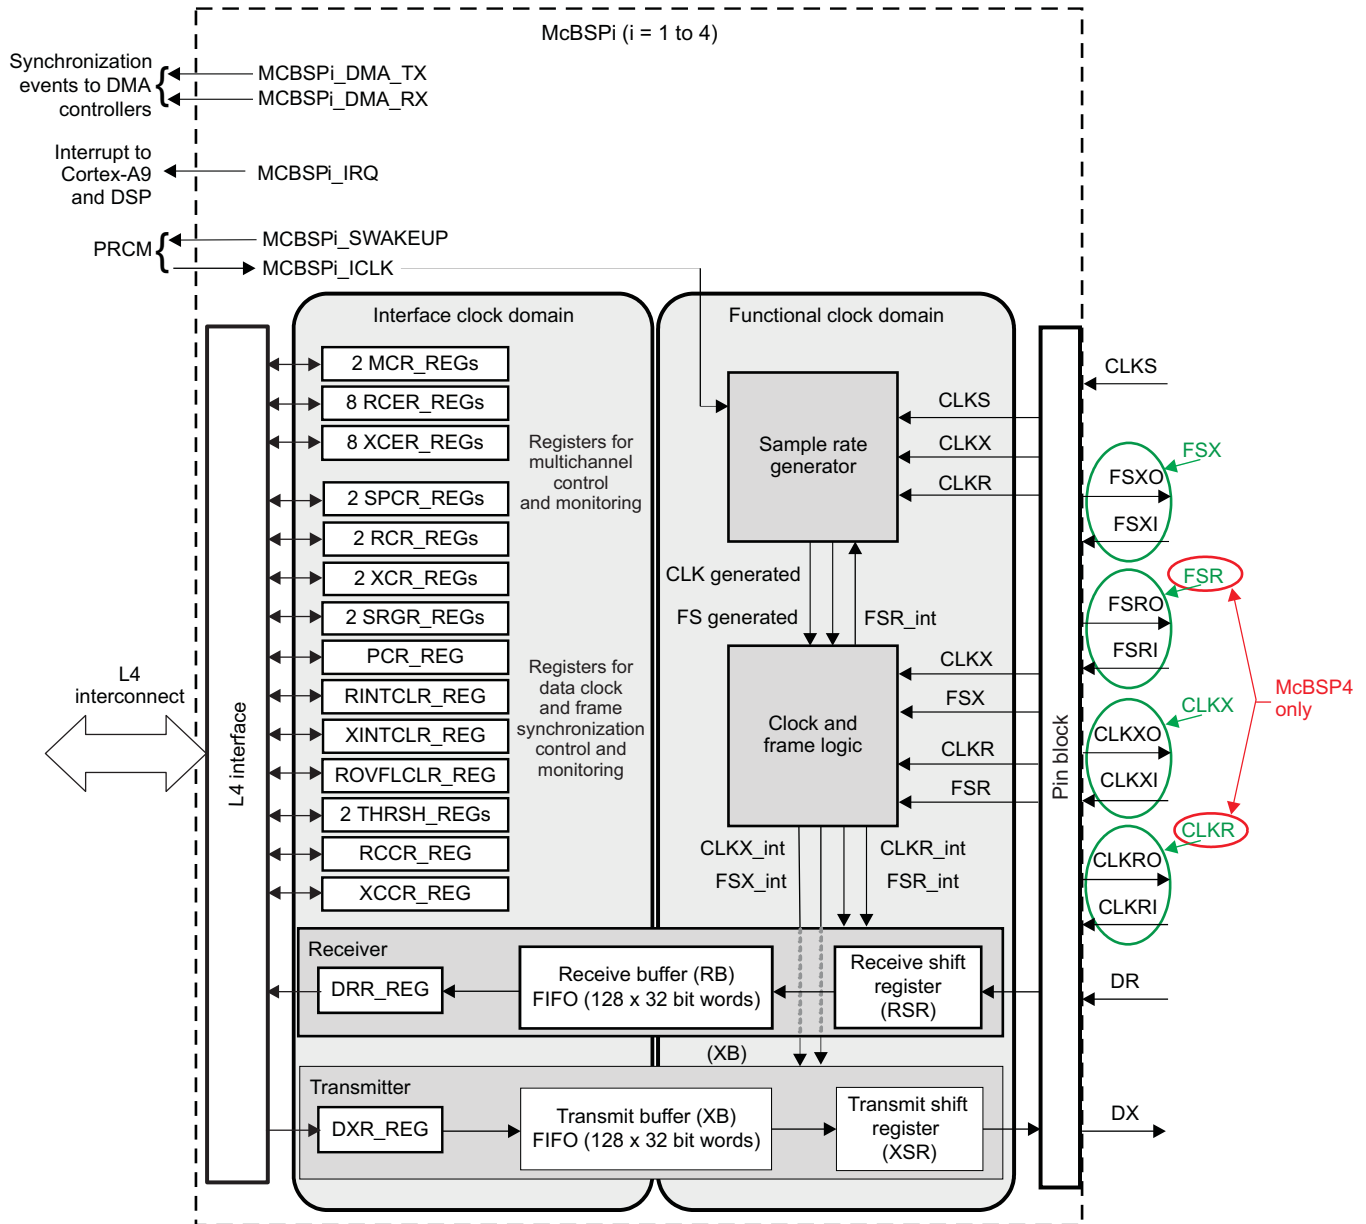 McBSPi (i = 1 to 4)
Synchronization
events to DMA
controllers
MCBSPi_DMA_TX
MCBSPi_DMA_RX
Interrupt to
Cortex-A9
and DSP
MCBSPi_IRQ
PRCM
MCBSPi_SWAKEUP
MCBSPi_ICLK
L4
interconnect
L4 interface
Interface clock domain
2 MCR_REGs
8 RCER_REGs
8 XCER_REGs
Registers for
multichannel
control
and monitoring
2 SPCR_REGs
2 RCR_REGs
2 XCR_REGs
2 SRGR_REGs
PCR_REG
RINTCLR_REG
XINTCLR_REG
ROVFLCLR_REG
2 THRSH_REGs
RCCR_REG
XCCR_REG
Registers for
data clock
and frame
synchronization
control and
monitoring
Functional clock domain
Sample rate
generator
CLKS
CLKX
CLKR
CLK generated
FS generated
FSR_int
Clock and
frame logic
CLKX
FSX
CLKR
FSR
CLKX_int
FSX_int
CLKR_int
FSR_int
Receiver
DRR_REG
Receive buffer (RB)
FIFO (128 x 32 bit words)
Receive shift
register
(RSR)
(XB)
Transmitter
DXR_REG
Transmit buffer (XB)
FIFO (128 x 32 bit words)
Transmit shift
register
(XSR)
Pin block
CLKS
FSX
FSXO
FSXI
FSR
FSRO
FSRI
McBSP4
only
CLKX
CLKXO
CLKXI
CLKR
CLKRO
CLKRI
DR
DX